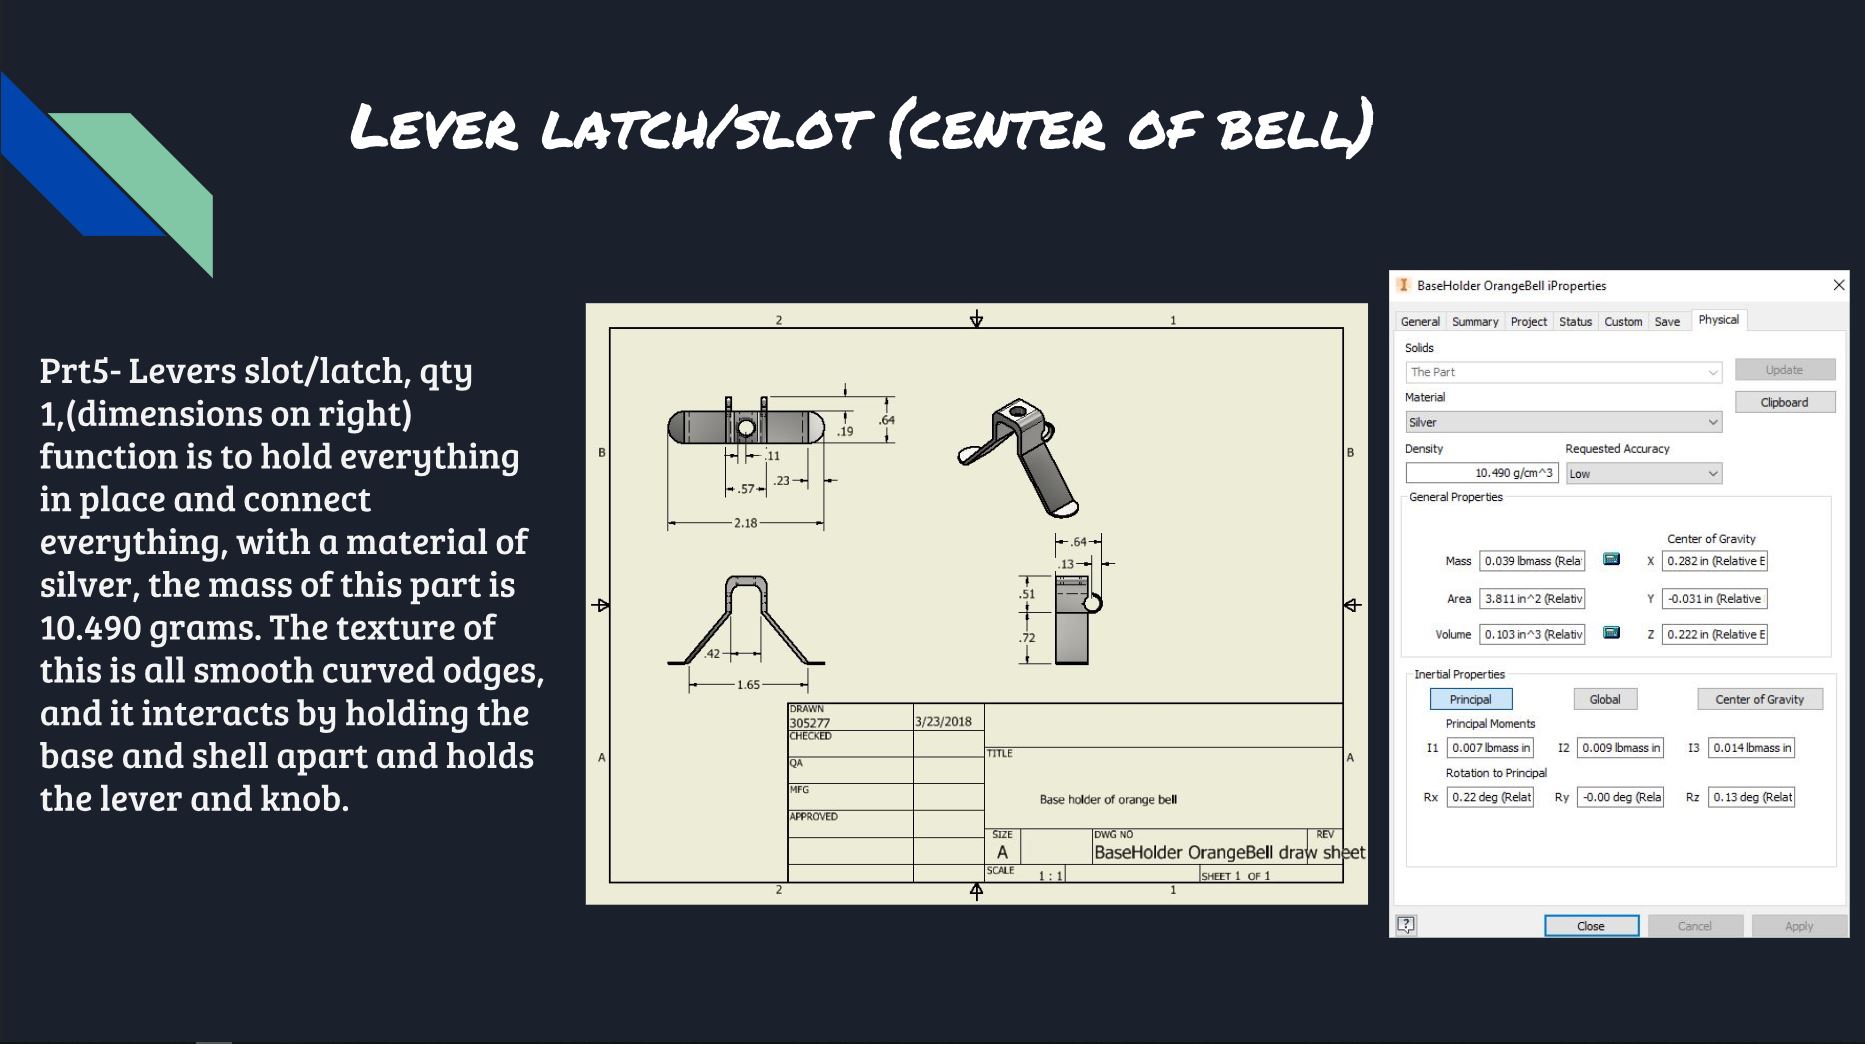 Lever latch/slot (center of bell)
Prt5- Levers slot/latch, qty
1,(dimensions on right)
function is to hold everything
in place and connect
everything, with a material of
silver, the mass of this part is
10.490 grams. The texture of
this is all smooth curved odges,
and it interacts by holding the
base and shell apart and holds
the lever and knob.
2
1
B
B
A
A
2
1
.64
.19
.11
.23
.57
2.18
.64
.13
.51
.72
.42
1.65
DRAWN
305277
3/23/2018
CHECKED
QA
MFG
APPROVED
TITLE
Base holder of orange bell
SIZE
A
DWG NO
BaseHolder OrangeBell draw sheet
REV
SCALE
1 : 1
SHEET 1 OF 1
BaseHolder OrangeBell iProperties
General Summary Project Status Custom Save Physical
Solids
The Part
Update
Material
Clipboard
Silver
Density
Requested Accuracy
10.490 g/cm^3
Low
General Properties
Center of Gravity
Mass 0.039 lbmass (Rela X 0.282 in (Relative E
Area 3.811 in^2 (Relativ Y -0.031 in (Relative
Volume 0.103 in^3 (Relativ Z 0.222 in (Relative E
Inertial Properties
Principal Global Center of Gravity
Principal Moments
I1 0.007 lbmass in I2 0.009 lbmass in I3 0.014 lbmass in
Rotation to Principal
Rx 0.22 deg (Relat Ry -0.00 deg (Rela Rz 0.13 deg (Relat
? Close Cancel Apply